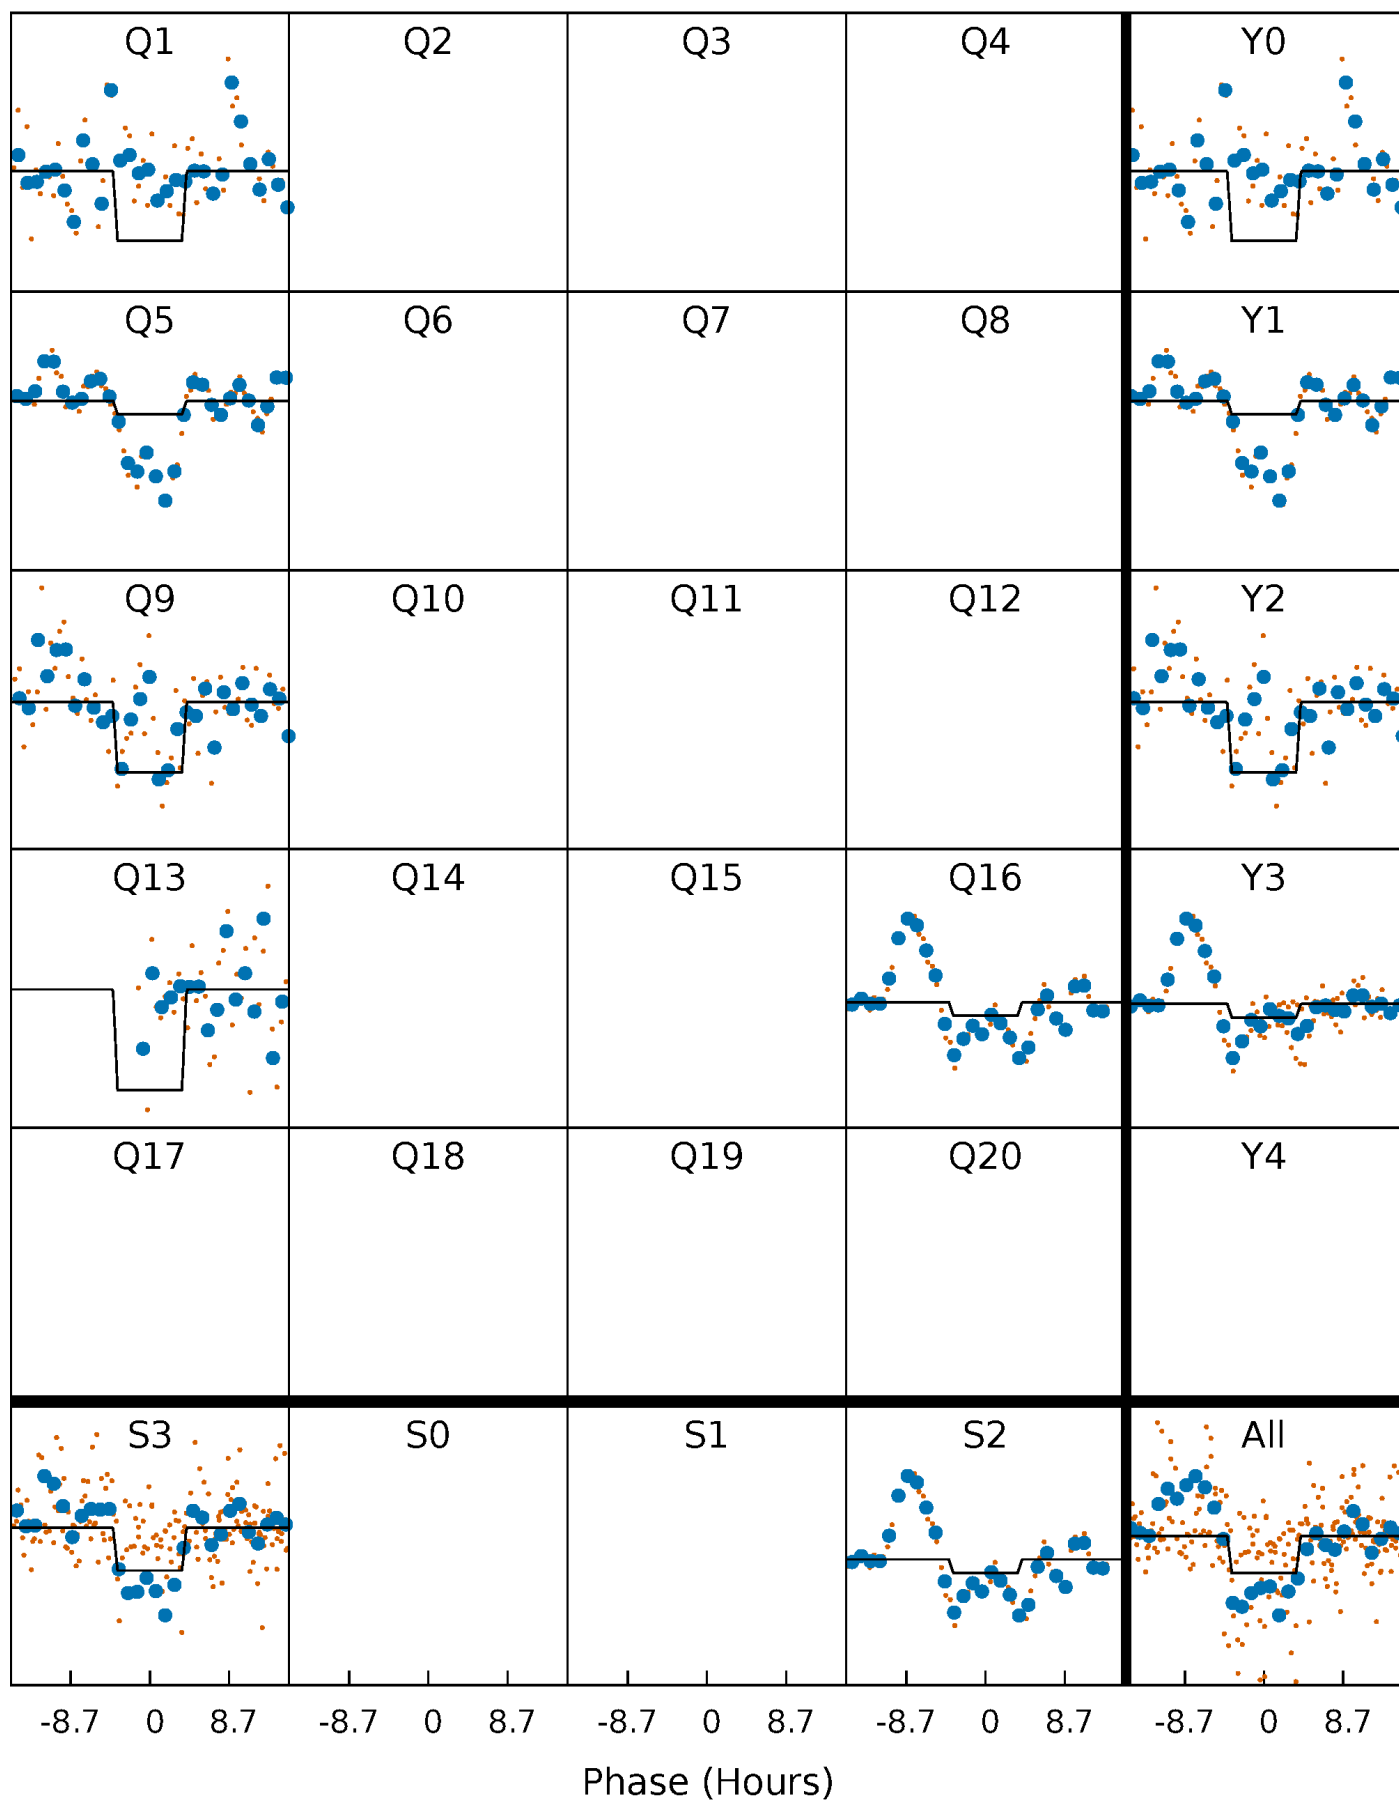 Q1 Q2 Q3 Q4 Y0
Q5 Q6 Q7 Q8 Y1
Q9 Q10 Q11 Q12 Y2
Q13 Q14 Q15 Q16 Y3
Q17 Q18 Q19 Q20 Y4
S3 S0 S1 S2 All
-8.7 0 8.7 -8.7 0 8.7 -8.7 0 8.7 -8.7 0 8.7 -8.7 0 8.7
Phase (Hours)